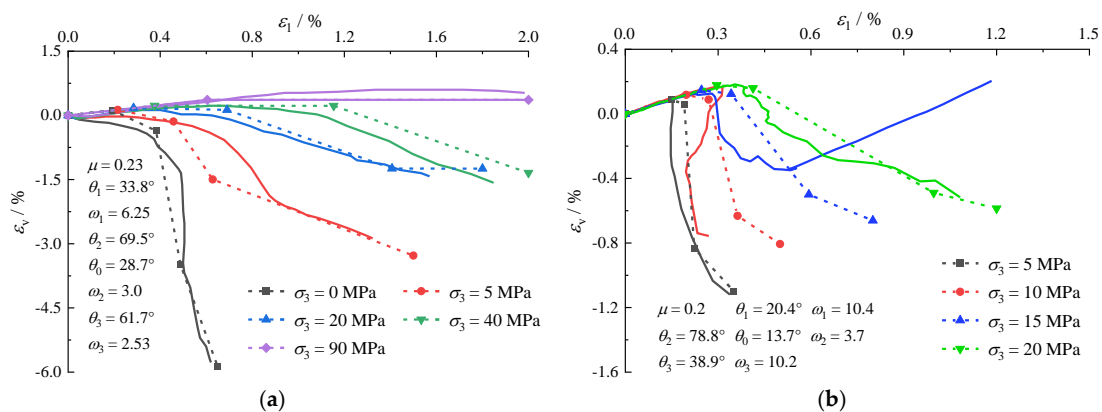 ε₁ / %
0.0 0.4 0.8 1.2 1.6 2.0
1.5
0.0
-1.5
-3.0
-4.5
-6.0
εᵥ / %
μ = 0.23
θ₁ = 33.8°
ω₁ = 6.25
θ₂ = 69.5°
θ₀ = 28.7°
ω₂ = 3.0
θ₃ = 61.7°
ω₃ = 2.53
σ₃ = 0 MPa σ₃ = 5 MPa
σ₃ = 20 MPa σ₃ = 40 MPa
σ₃ = 90 MPa
(a)
ε₁ / %
0.0 0.3 0.6 0.9 1.2 1.5
0.4
0.0
-0.4
-0.8
-1.2
-1.6
εᵥ / %
σ₃ = 5 MPa
σ₃ = 10 MPa
σ₃ = 15 MPa
σ₃ = 20 MPa
μ = 0.2 θ₁ = 20.4° ω₁ = 10.4
θ₂ = 78.8° θ₀ = 13.7° ω₂ = 3.7
θ₃ = 38.9° ω₃ = 10.2
(b)